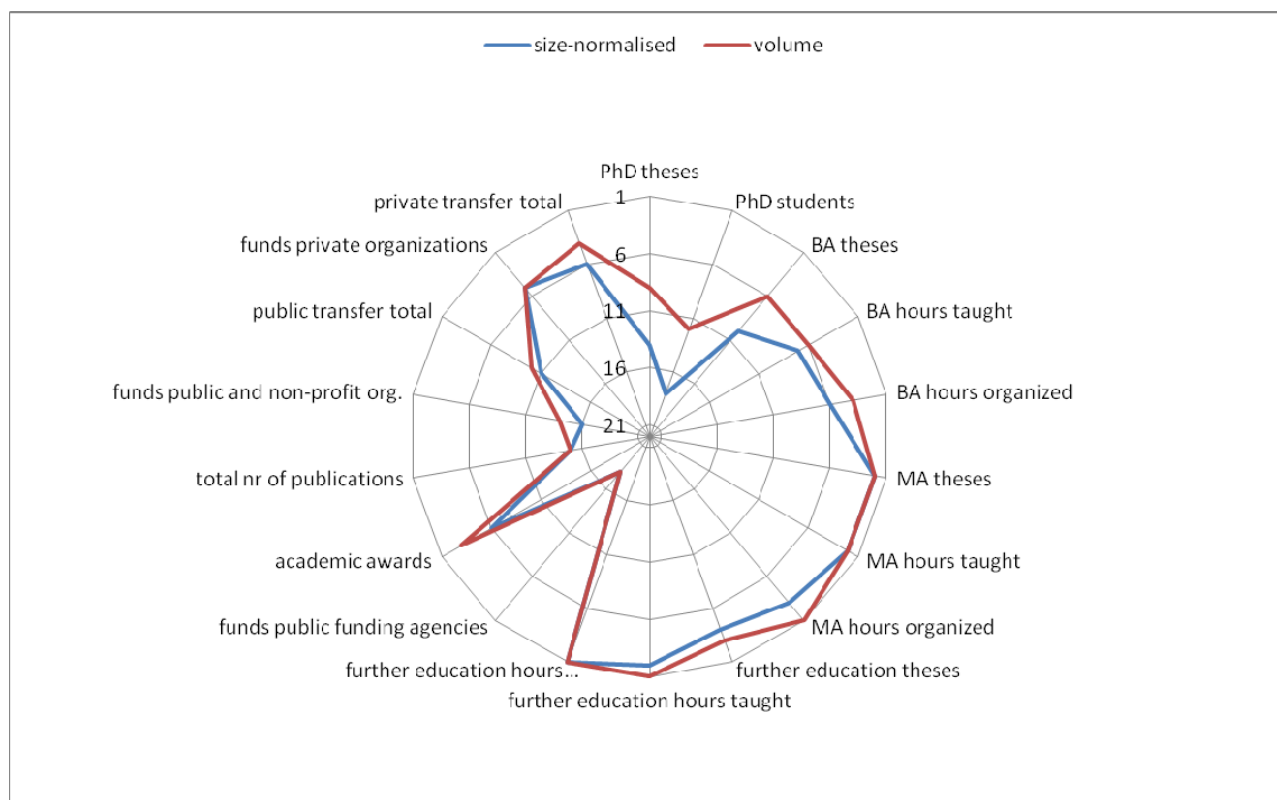 size-normalised volume
PhD theses
1
PhD students
private transfer total
BA theses
funds private organizations
6
BA hours taught
public transfer total
11
BA hours organized
funds public and non-profit org.
16
21
MA theses
total nr of publications
MA hours taught
academic awards
MA hours organized
funds public funding agencies
further education theses
further education hours
...
further education hours taught